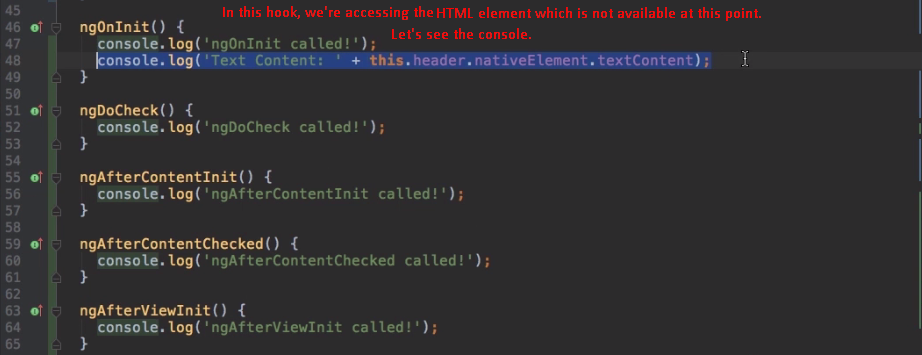 In this hook, we're accessing the HTML element which is not available at this point.
Let's see the console.
45
46 ngOnInit() {
47 console.log('ngOnInit called!');
48 console.log('Text Content: ' + this.header.nativeElement.textContent);
49 }
50
51 ngDoCheck() {
52 console.log('ngDoCheck called!');
53 }
54
55 ngAfterContentInit() {
56 console.log('ngAfterContentInit called!');
57 }
58
59 ngAfterContentChecked() {
60 console.log('ngAfterContentChecked called!');
61 }
62
63 ngAfterViewInit() {
64 console.log('ngAfterViewInit called!');
65 }